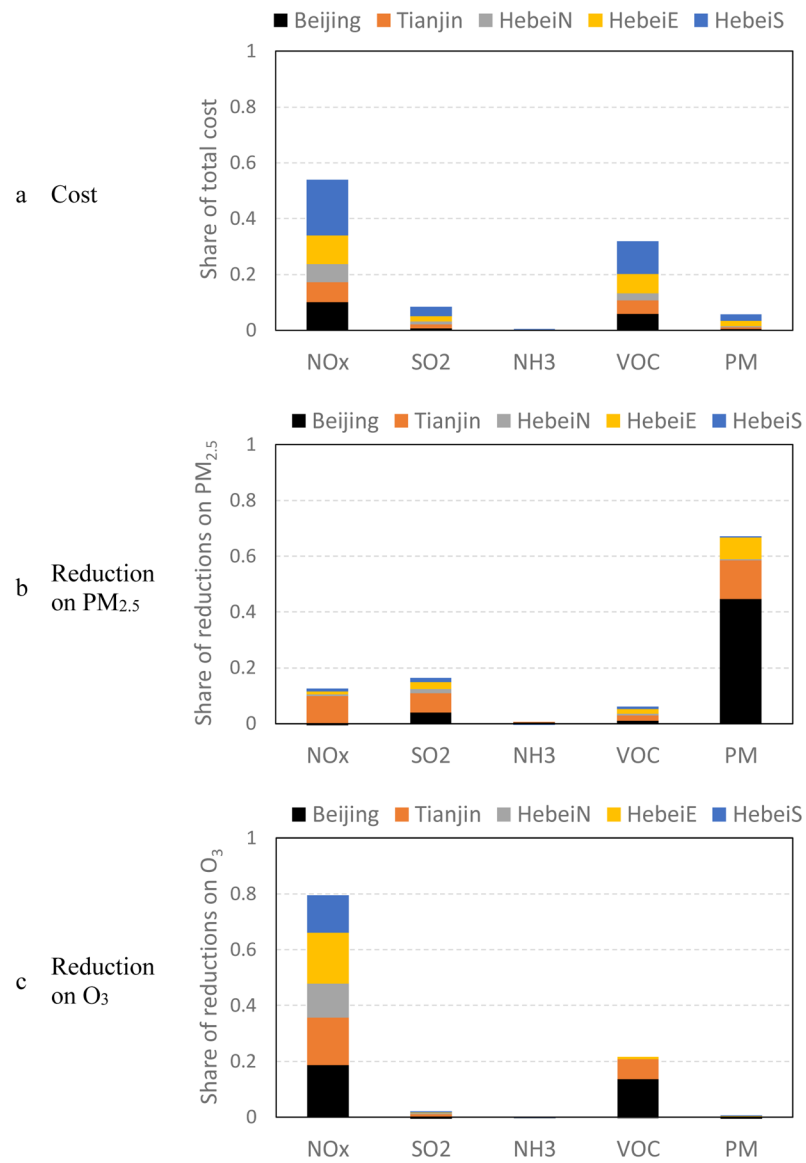 Beijing Tianjin HebeiN HebeiE HebeiS
a Cost
Share of total cost
1
0.8
0.6
0.4
0.2
0
NOx SO2 NH3 VOC PM
Beijing Tianjin HebeiN HebeiE HebeiS
b Reduction
on PM2.5
Share of reductions on PM2.5
1
0.8
0.6
0.4
0.2
0
NOx SO2 NH3 VOC PM
Beijing Tianjin HebeiN HebeiE HebeiS
c Reduction
on O3
Share of reductions on O3
1
0.8
0.6
0.4
0.2
0
NOx SO2 NH3 VOC PM